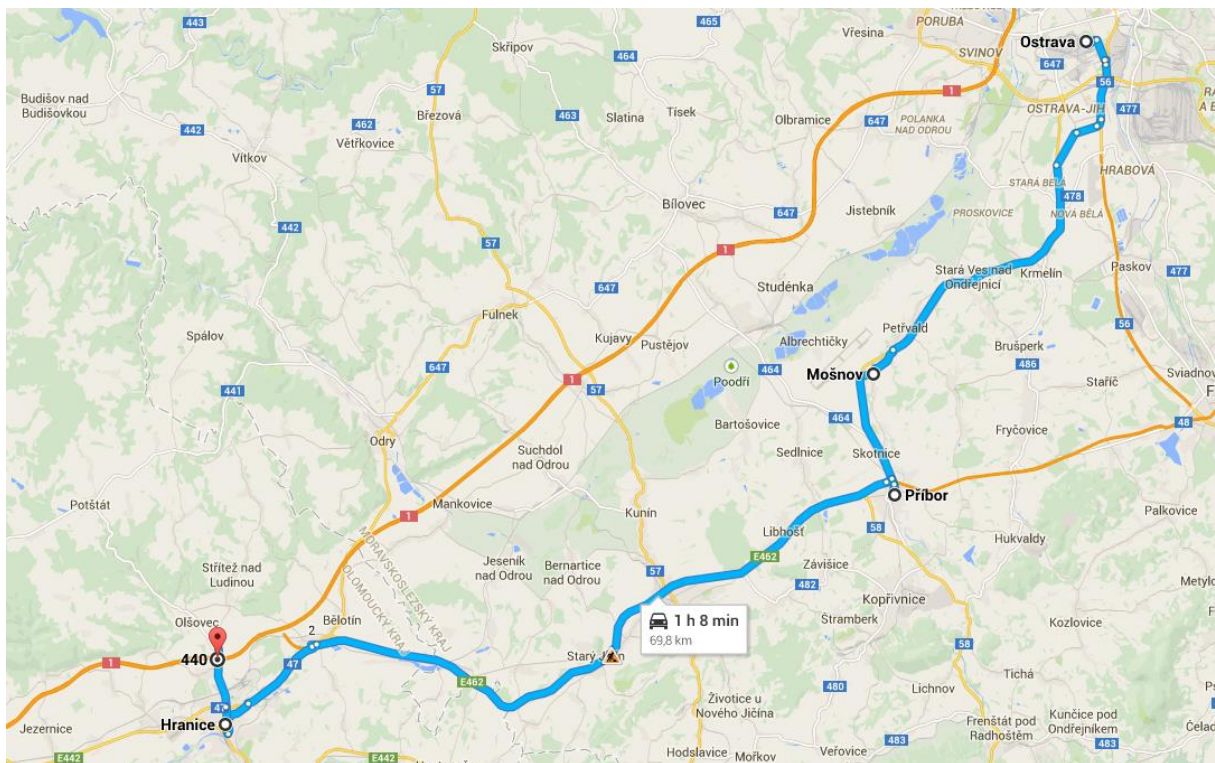 443
465
Vřesina
PORUBA
Ostrava
Skřipov
464
SVINOV
647
57
56
Budišov nad
Budišovkou
1
OSTRAVA-JIH
477
Březová
463
Tísek
Olbramice
442
462
Slatina
POLANKA
NAD ODROU
647
Větřkovice
Vítkov
HRABOVÁ
STARÁ BĚLÁ
478
Bílovec
Jistebník
PROSKOVICE
NOVÁ BĚLÁ
442
647
57
1
Stará Ves nad
Ondřejnicí
Krmelín
Paskov
477
Studénka
647
Fulnek
Petřvald
56
Spálov
Kujavy
Pustějov
Albrechtičky
Brušperk
486
647
1
57
Poodří
464
Mošnov
Staříč
Sviadnov
441
464
48
Bartošovice
Fryčovice
Odry
Suchdol
nad Odrou
Sedlnice
Skotnice
Potštát
Mankovice
Příbor
1
Kunín
58
Palkovice
Libhošť
Hukvaldy
MORAVSKOSLEZSKÝ KRAJ
OLOMOUCKÝ KRAJ
Jeseník
nad Odrou
Bernartice
nad Odrou
E462
Závišice
Střítež nad
Ludinou
57
482
Kopřivnice
Olšovec
Bělotín
1 h 8 min
69,8 km
Štramberk
Kozlovice
2
58
440
47
Starý Jičín
1
E462
Tichá
480
Lichnov
47
Životice u
Nového Jičína
Hranice
Jezernice
Frenštát pod
Radhoštěm
Kunčice pod
Ondřejníkem
483
E442
E442
Hodslavice
Mořkov
Veřovice
483